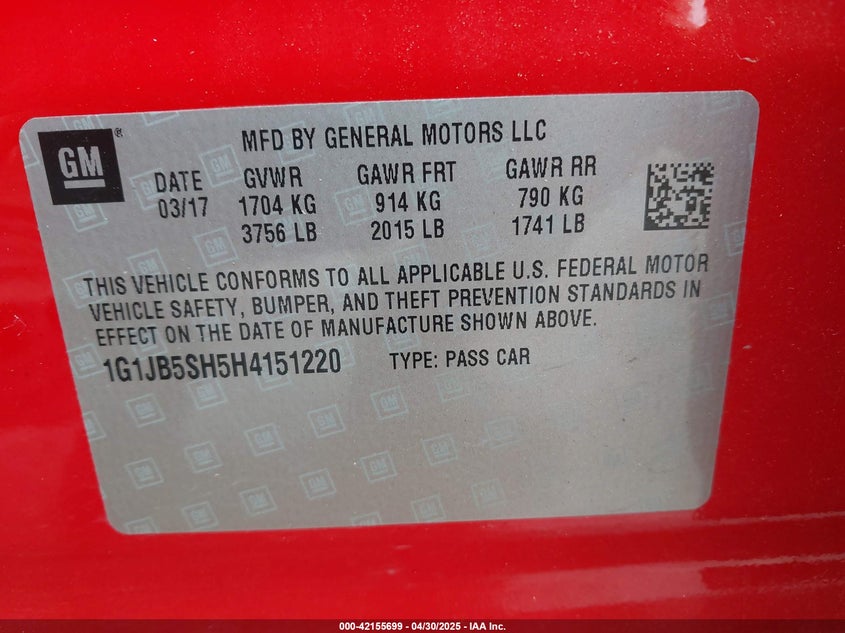 GM ® MFD BY GENERAL MOTORS LLC
DATE GVWR GAWR FRT GAWR RR
03/17 1704 KG 914 KG 790 KG
3756 LB 2015 LB 1741 LB
THIS VEHICLE CONFORMS TO ALL APPLICABLE U.S. FEDERAL MOTOR
VEHICLE SAFETY, BUMPER, AND THEFT PREVENTION STANDARDS IN
EFFECT ON THE DATE OF MANUFACTURE SHOWN ABOVE.
1G1JB5SH5H4151220 TYPE: PASS CAR
000-42155699 - 04/30/2025 - IAA Inc.